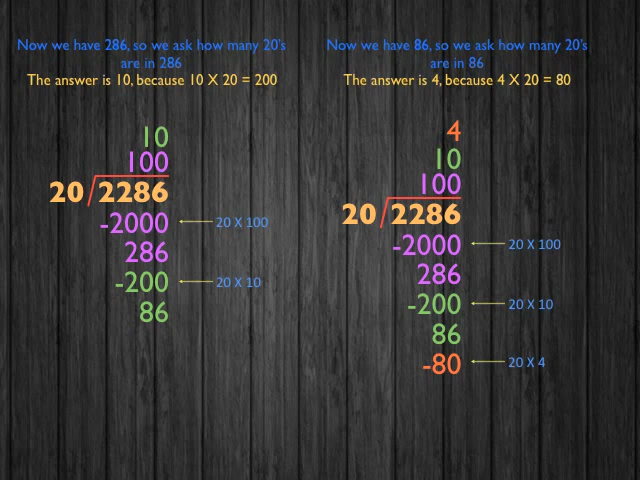 Now we have 286, so we ask how many 20's
are in 286
The answer is 10, because 10 X 20 = 200
10
100
20 2286
-2000 20 X 100
286
-200 20 X 10
86
Now we have 86, so we ask how many 20's
are in 86
The answer is 4, because 4 X 20 = 80
4
10
100
20 2286
-2000 20 X 100
286
-200 20 X 10
86
-80 20 X 4